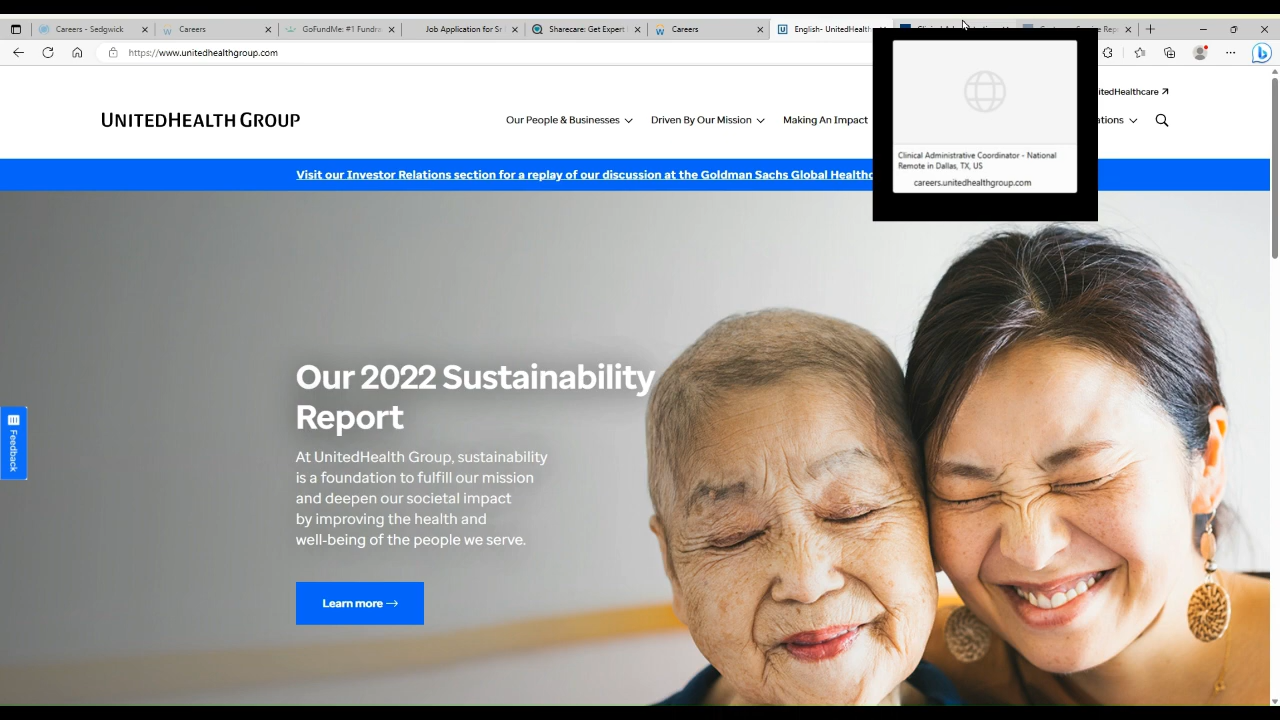 Careers - Sedgwick
Careers
GoFundMe: #1 Fundra
Job Application for Sr
Sharecare: Get Expert
Careers
English- UnitedHealth
https://www.unitedhealthgroup.com
Clinical Administrative Coordinator - National
Remote in Dallas, TX, US
careers.unitedhealthgroup.com
itedHealthcare
UNITEDHEALTH GROUP
Our People & Businesses
Driven By Our Mission
Making An Impact
ations
Visit our Investor Relations section for a replay of our discussion at the Goldman Sachs Global Healthc
Our 2022 Sustainability
Report
At UnitedHealth Group, sustainability
is a foundation to fulfill our mission
and deepen our societal impact
by improving the health and
well-being of the people we serve.
Learn more
Feedback